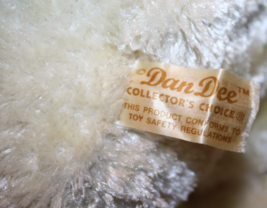 ©Dan Dee™
COLLECTOR'S CHOICE®
THIS PRODUCT CONFORMS TO
TOY SAFETY REGULATIONS